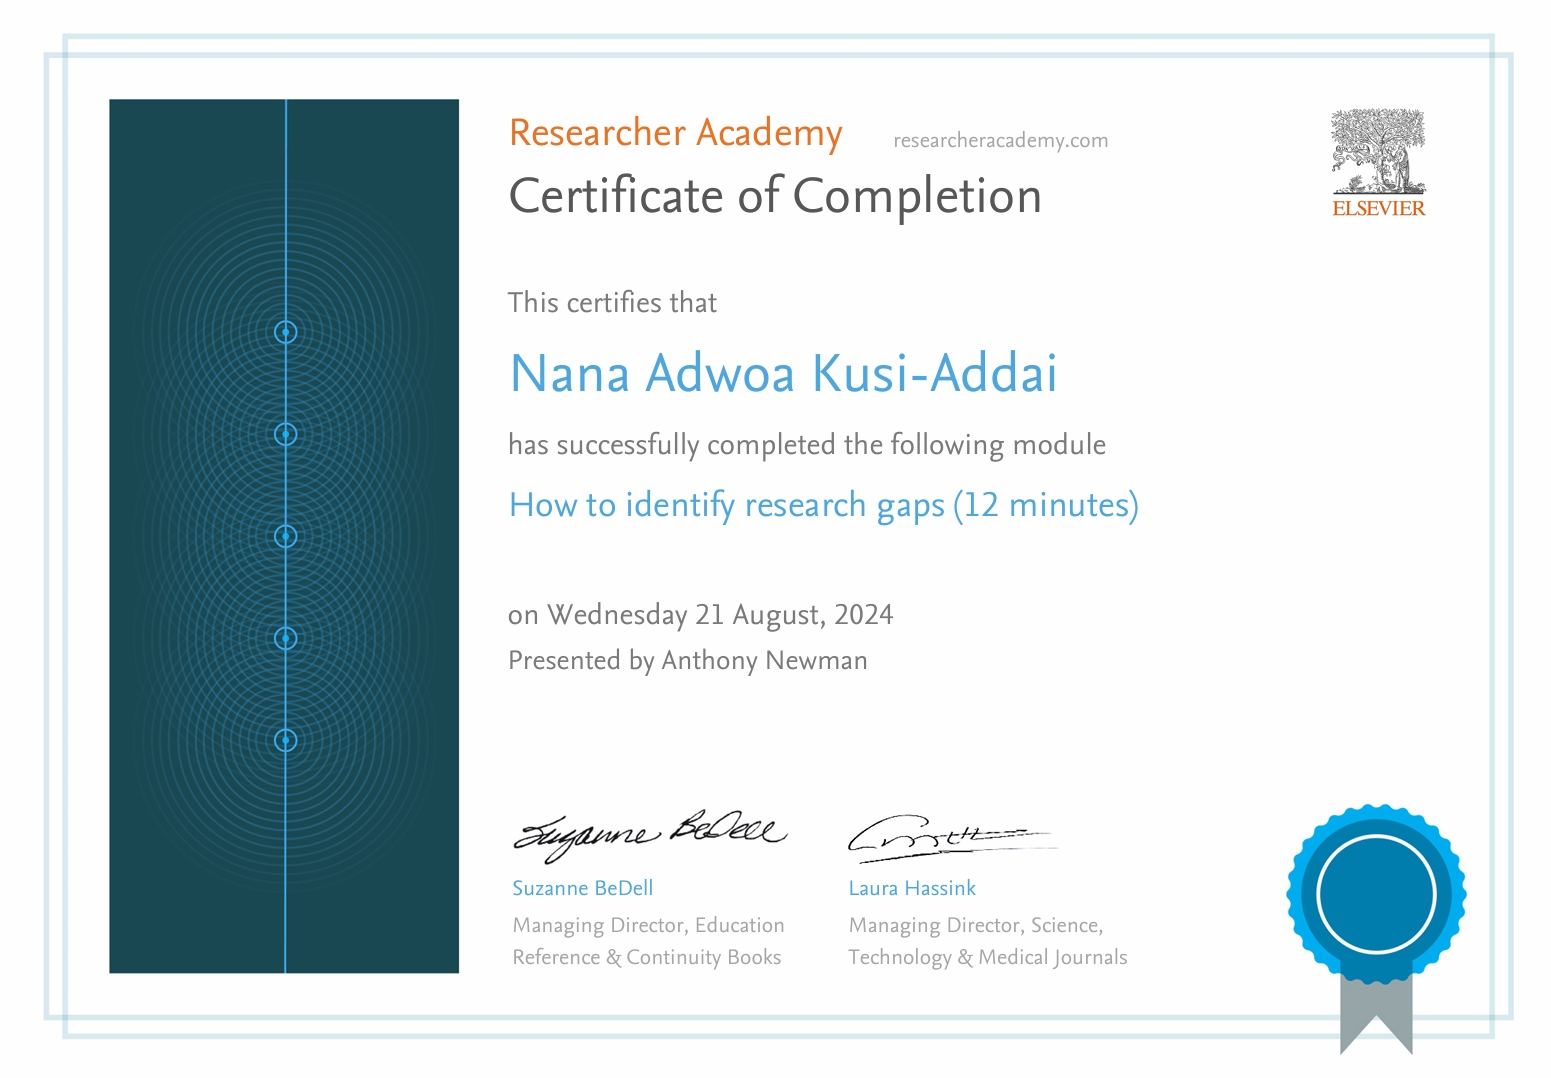 Researcher Academy researcheracademy.com
Certificate of Completion
ELSEVIER
This certifies that
Nana Adwoa Kusi-Addai
has successfully completed the following module
How to identify research gaps (12 minutes)
on Wednesday 21 August, 2024
Presented by Anthony Newman
Suzanne BeDell
Suzanne BeDell
Managing Director, Education
Reference & Continuity Books
Laura Hassink
Managing Director, Science,
Technology & Medical Journals